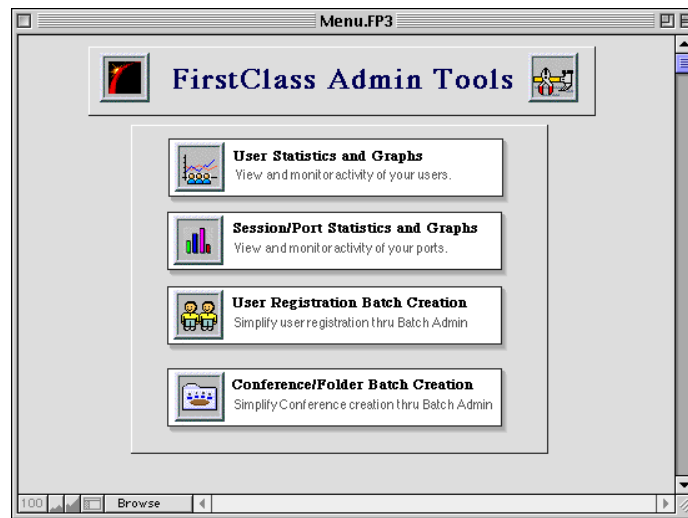 Menu.FP3
FirstClass Admin Tools
User Statistics and Graphs
View and monitor activity of your users.
Session/Port Statistics and Graphs
View and monitor activity of your ports.
User Registration Batch Creation
Simplify user registration thru Batch Admin
Conference/Folder Batch Creation
Simplify Conference creation thru Batch Admin
100 Browse